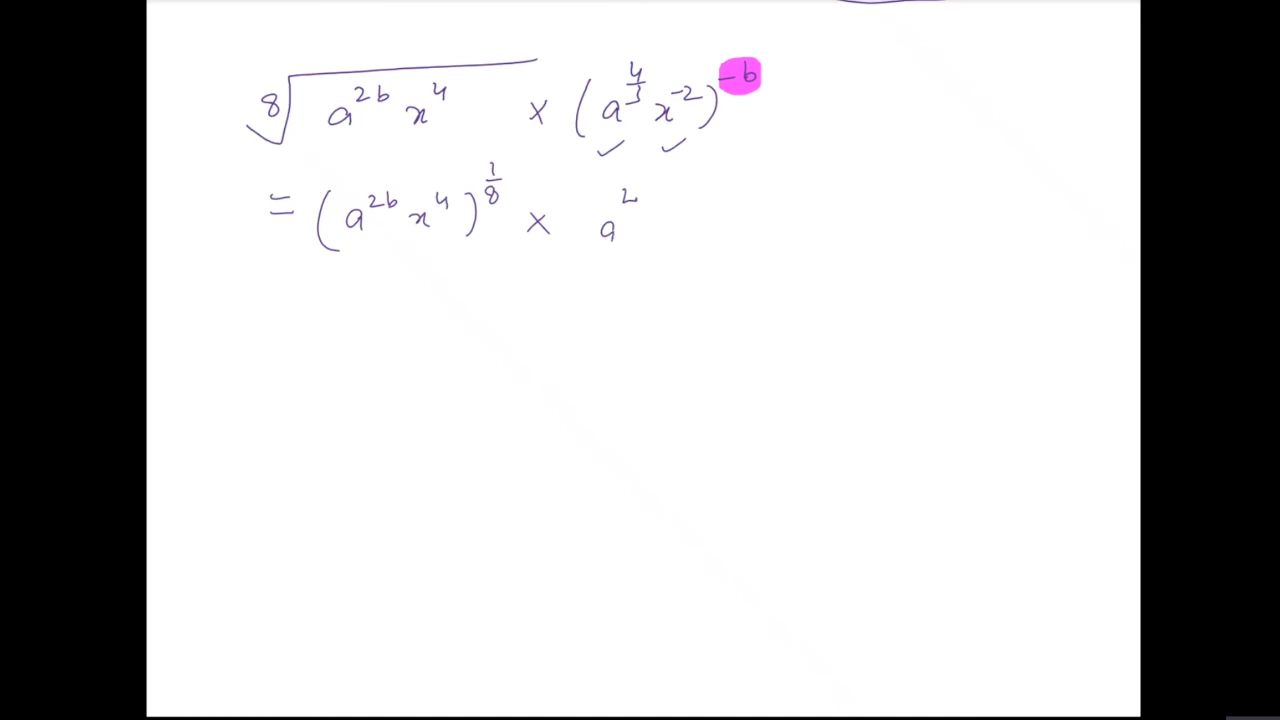 ⁸√(a^{2b} x^4) × (a^{4/3} x^{-2})^{-b}
= (a^{2b} x^4)^{1/8} × a^2